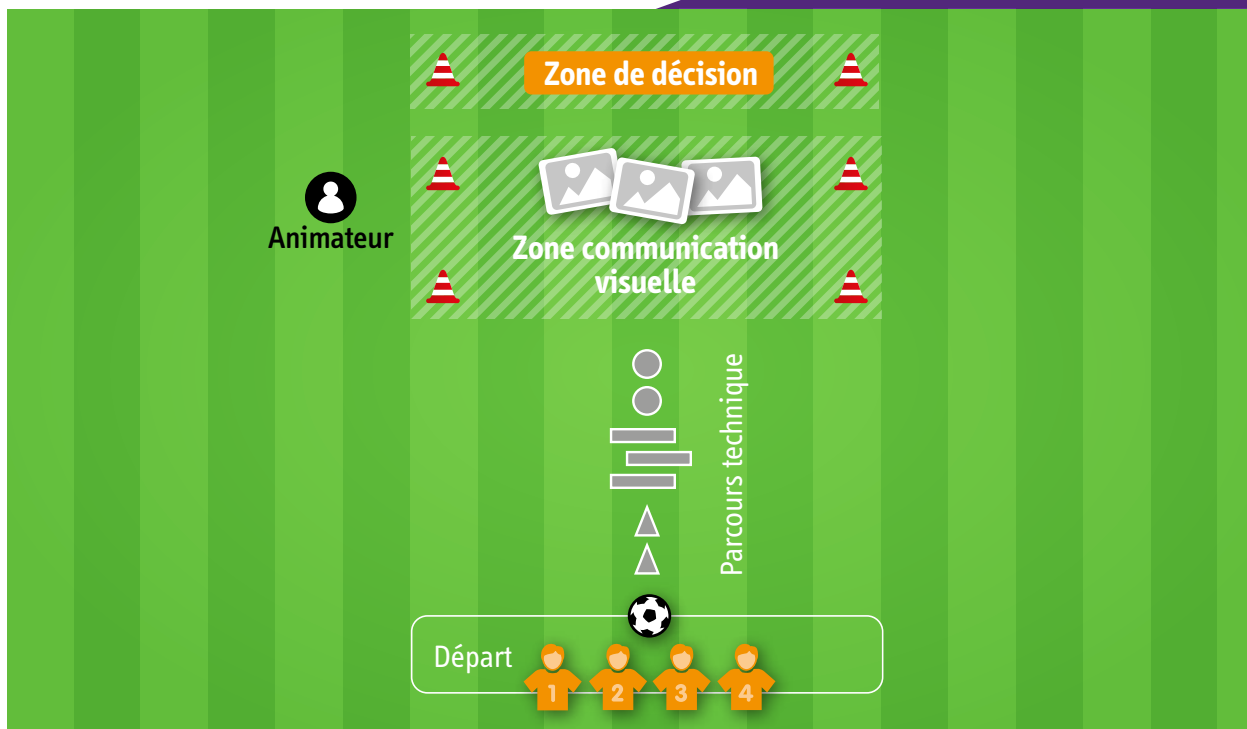 Zone de décision
Animateur
Zone communication
visuelle
Parcours technique
Départ
1
2
3
4